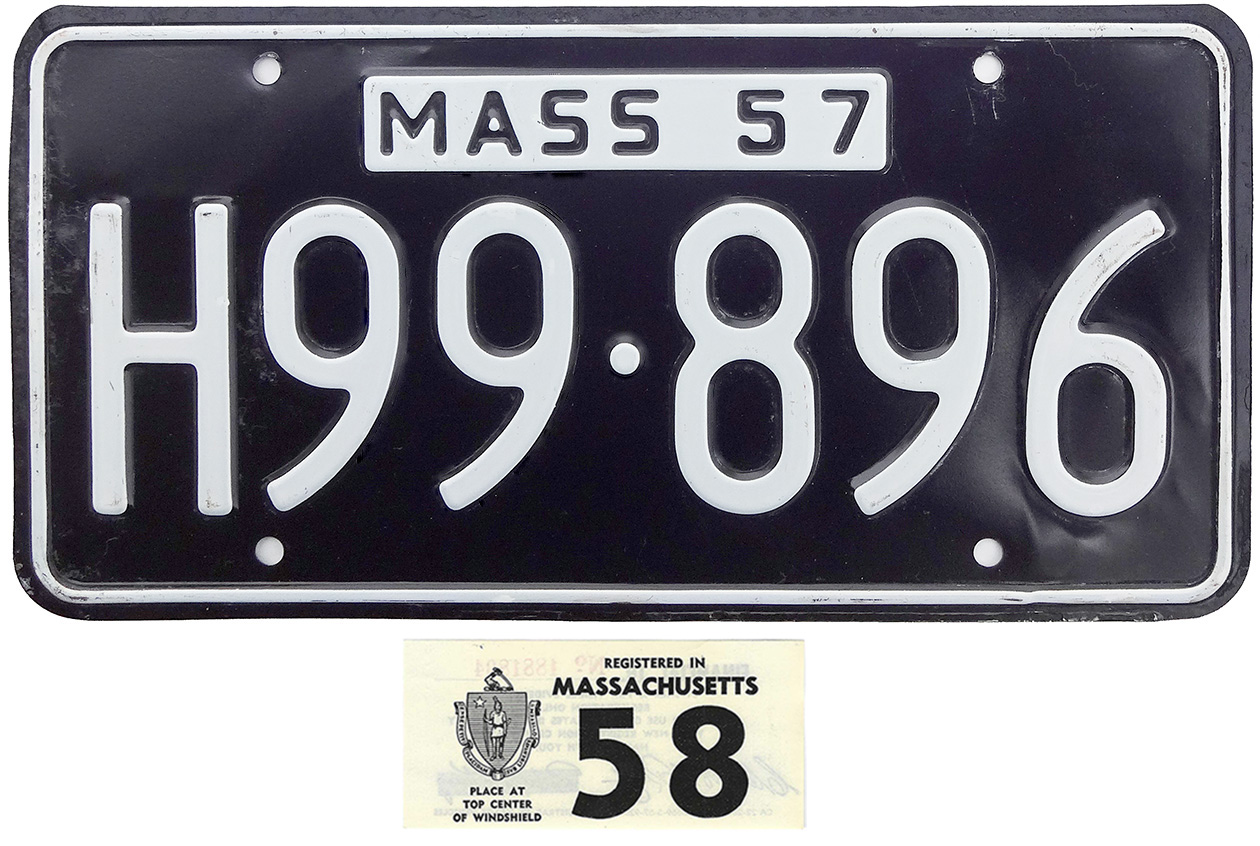 MASS 57
H99·896
REGISTERED IN
MASSACHUSETTS
58
PLACE AT
TOP CENTER
OF WINDSHIELD